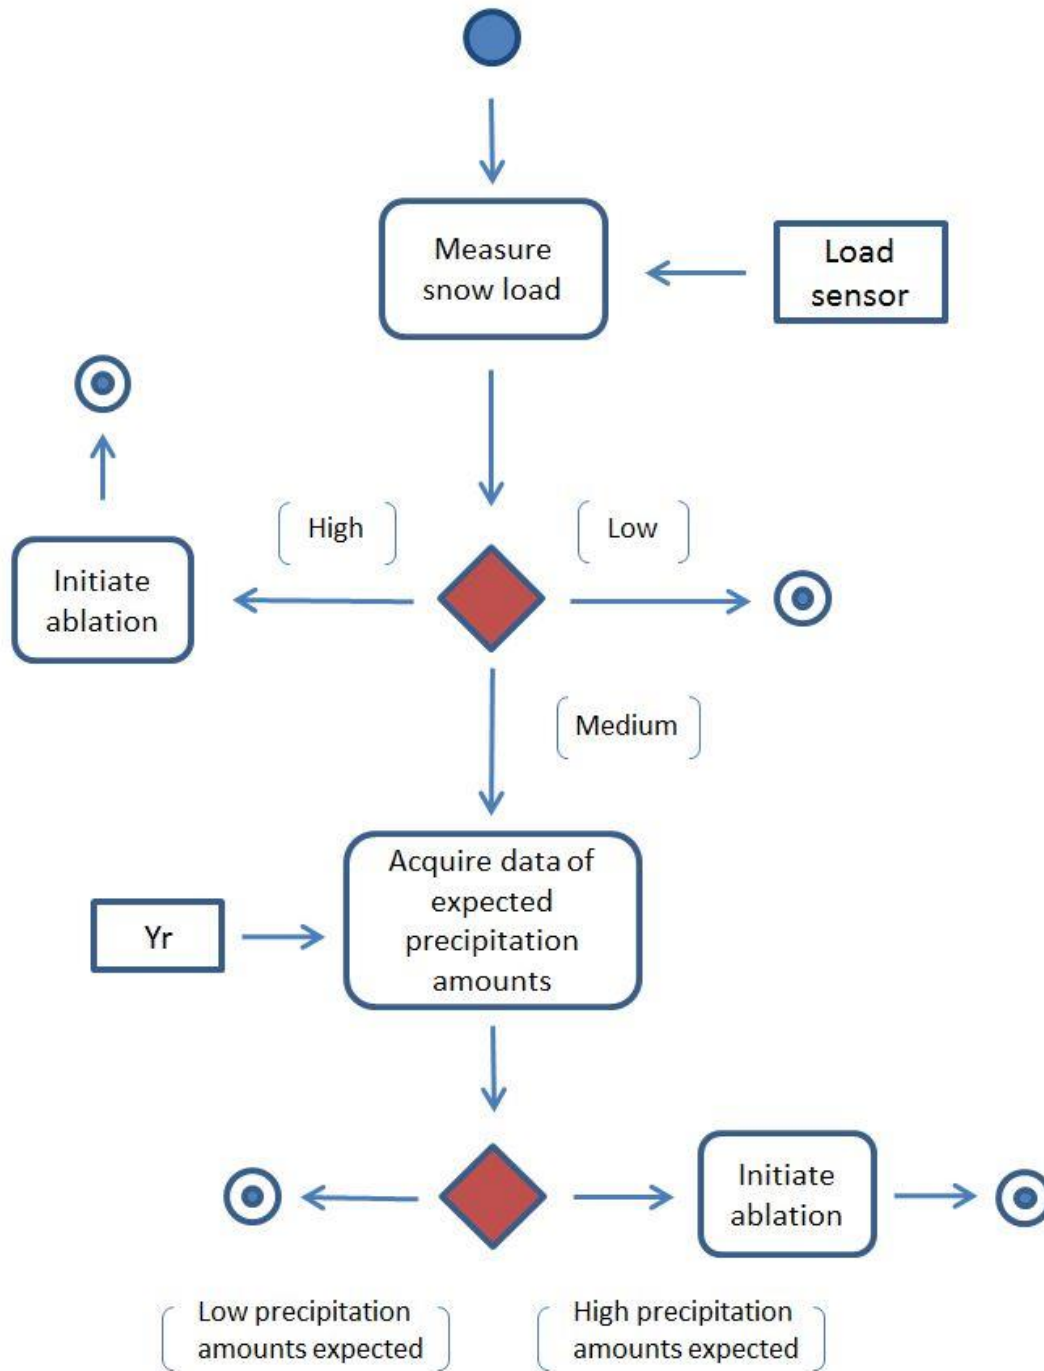 Measure
snow load
Load
sensor
High
Low
Initiate
ablation
Medium
Acquire data of
expected
precipitation
amounts
Yr
Initiate
ablation
Low precipitation
amounts expected
High precipitation
amounts expected